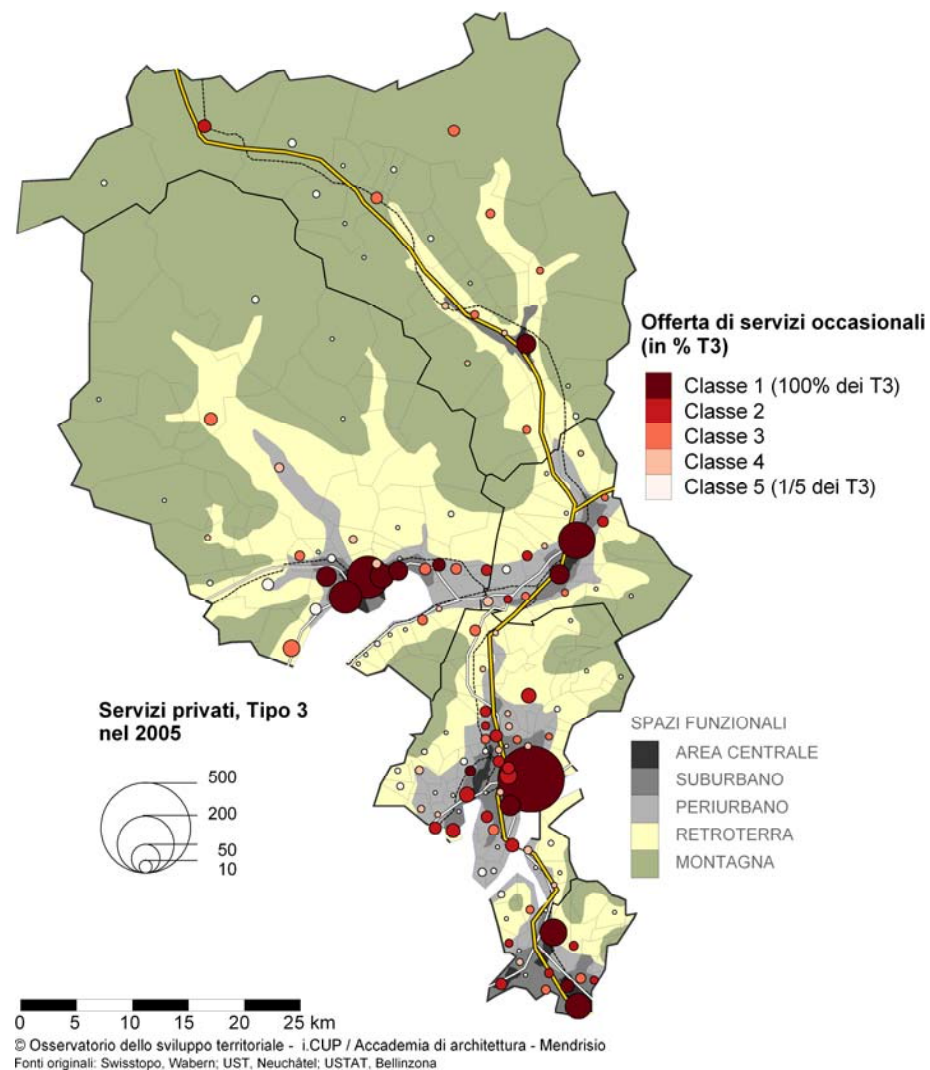 Offerta di servizi occasionali
(in % T3)
Classe 1 (100% dei T3)
Classe 2
Classe 3
Classe 4
Classe 5 (1/5 dei T3)
Servizi privati, Tipo 3
nel 2005
500
200
50
10
SPAZI FUNZIONALI
AREA CENTRALE
SUBURBANO
PERIURBANO
RETROTERRA
MONTAGNA
0 5 10 15 20 25 km
© Osservatorio dello sviluppo territoriale - i.CUP / Accademia di architettura - Mendrisio
Fonti originali: Swisstopo, Wabern; UST, Neuchâtel; USTAT, Bellinzona